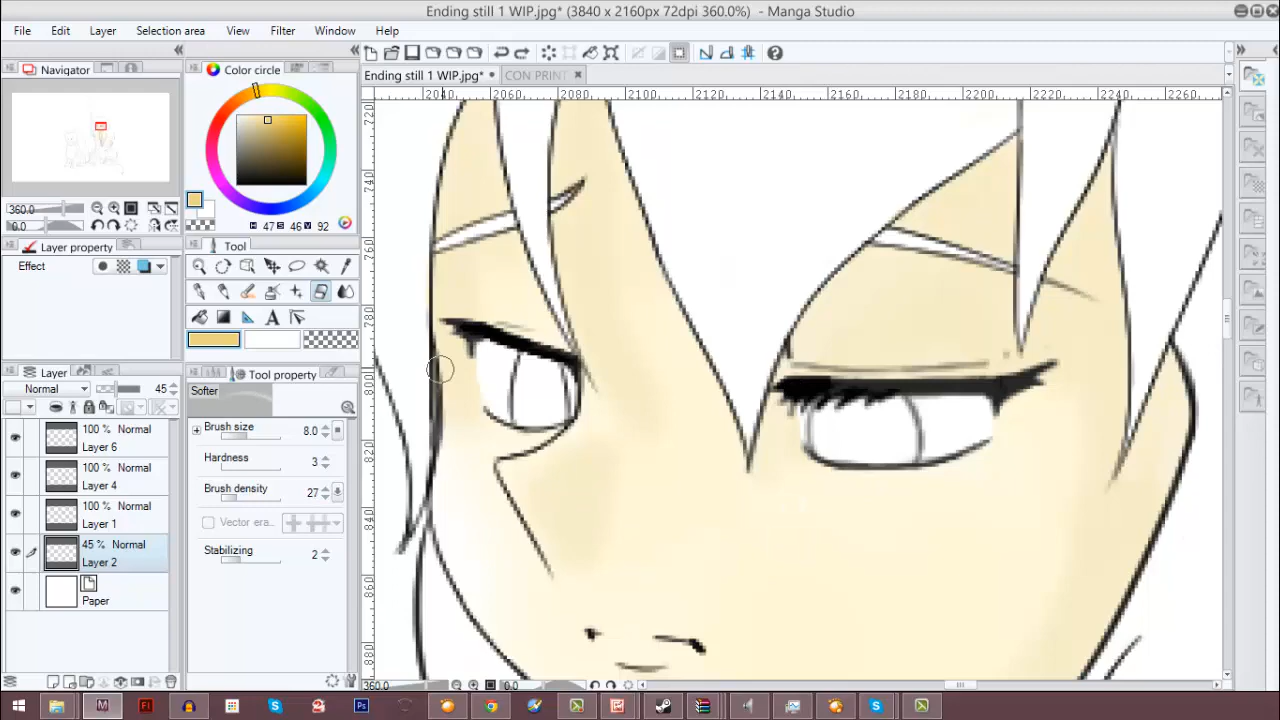 Ending still 1 WIP.jpg* (3840 x 2160px 72dpi 360.0%) - Manga Studio
File Edit Layer Selection area View Filter Window Help
Navigator
Color circle
Ending still 1 WIP.jpg*
CON PRINT
2040 2060 2080 2100 2120 2140 2160 2180 2200 2220 2240 2260
720
740
760
780
800
820
840
860
880
360.0
0.0
H 47 S 46 V 92
Layer property
Effect
Tool
Layer
Normal 45
100% Normal
Layer 6
100% Normal
Layer 4
100% Normal
Layer 1
45% Normal
Layer 2
Paper
Tool property
Softer
Brush size 8.0
Hardness 3
Brush density 27
Vector era...
Stabilizing 2
360.0 0.0